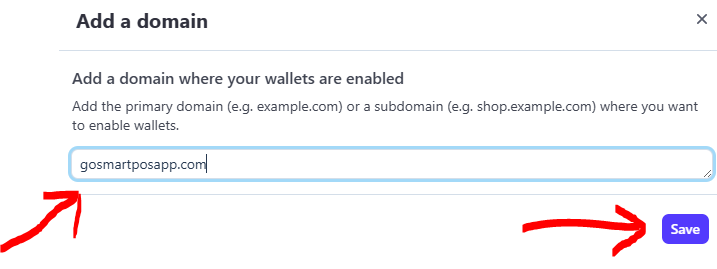 Add a domain
Add a domain where your wallets are enabled
Add the primary domain (e.g. example.com) or a subdomain (e.g. shop.example.com) where you want
to enable wallets.
gosmartposapp.com
Save